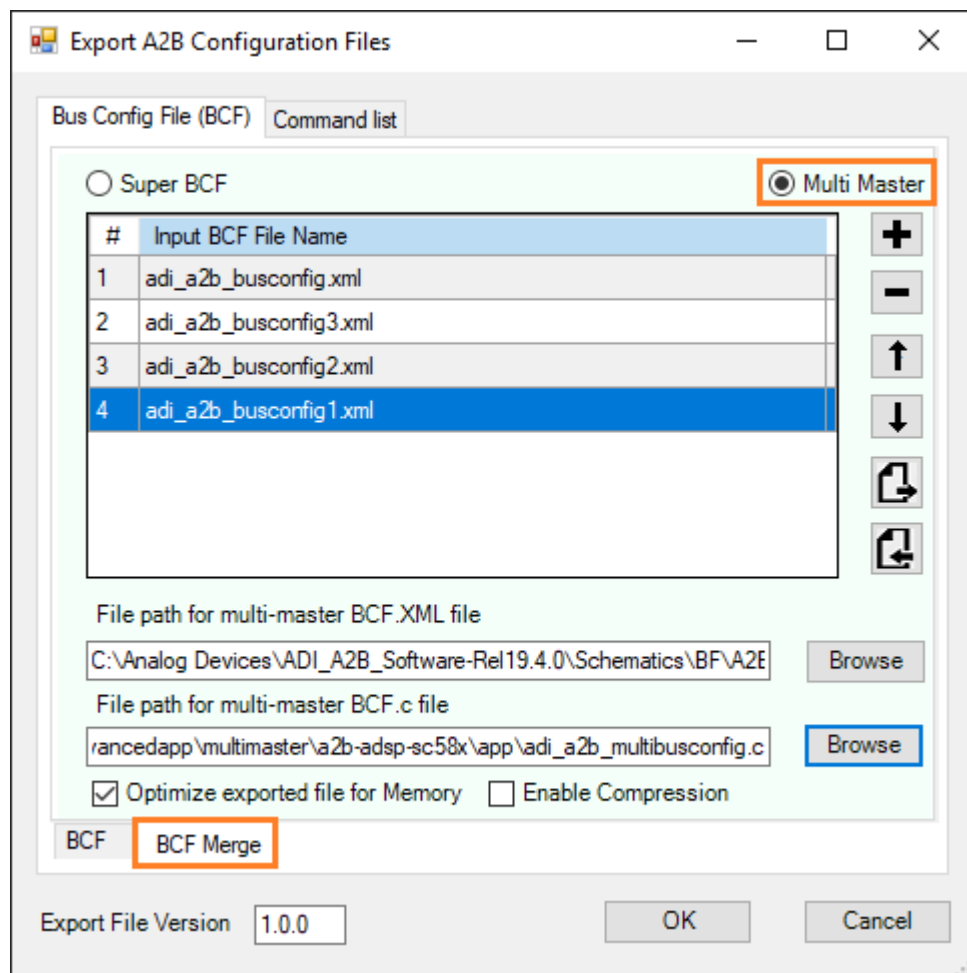 Export A2B Configuration Files
Bus Config File (BCF) Command list
Super BCF Multi Master
# Input BCF File Name
1 adi_a2b_busconfig.xml
2 adi_a2b_busconfig3.xml
3 adi_a2b_busconfig2.xml
4 adi_a2b_busconfig1.xml
File path for multi-master BCF.XML file
C:\Analog Devices\ADI_A2B_Software-Rel19.4.0\Schematics\BF\A2B Browse
File path for multi-master BCF.c file
vancedapp\multimaster\a2b-adsp-sc58x\app\adi_a2b_multibusconfig.c Browse
Optimize exported file for Memory Enable Compression
BCF BCF Merge
Export File Version 1.0.0 OK Cancel